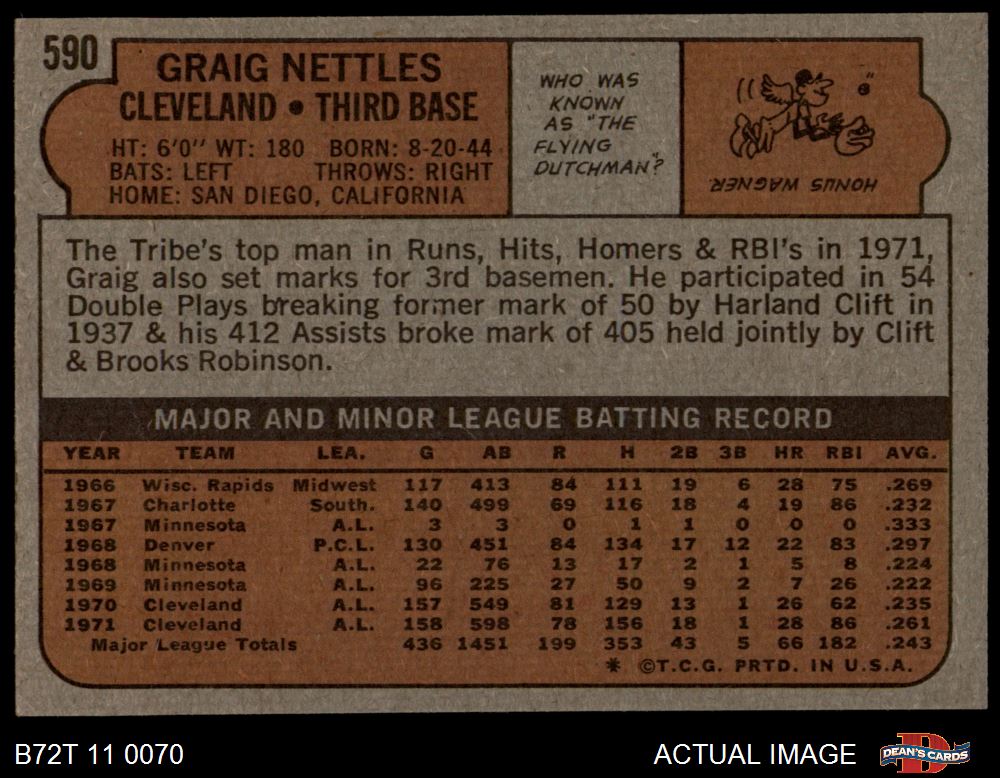 590
GRAIG NETTLES
CLEVELAND • THIRD BASE
HT: 6'0" WT: 180 BORN: 8-20-44
BATS: LEFT THROWS: RIGHT
HOME: SAN DIEGO, CALIFORNIA
WHO WAS
KNOWN
AS "THE
FLYING
DUTCHMAN"?
HONUS WAGNER
The Tribe's top man in Runs, Hits, Homers & RBI's in 1971,
Graig also set marks for 3rd basemen. He participated in 54
Double Plays breaking former mark of 50 by Harland Clift in
1937 & his 412 Assists broke mark of 405 held jointly by Clift
& Brooks Robinson.
MAJOR AND MINOR LEAGUE BATTING RECORD
YEAR TEAM LEA. G AB R H 2B 3B HR RBI AVG.
1966 Wisc. Rapids Midwest 117 413 84 111 19 6 28 75 .269
1967 Charlotte South. 140 499 69 116 18 4 19 86 .232
1967 Minnesota A.L. 3 3 0 1 1 0 0 0 .333
1968 Denver P.C.L. 130 451 84 134 17 12 22 83 .297
1968 Minnesota A.L. 22 76 13 17 2 1 5 8 .224
1969 Minnesota A.L. 96 225 27 50 9 2 7 26 .222
1970 Cleveland A.L. 157 549 81 129 13 1 26 62 .235
1971 Cleveland A.L. 158 598 78 156 18 1 28 86 .261
Major League Totals 436 1451 199 353 43 5 66 182 .243
* ©T.C.G. PRTD. IN U.S.A.
B72T 11 0070
ACTUAL IMAGE
DEAN'S CARDS